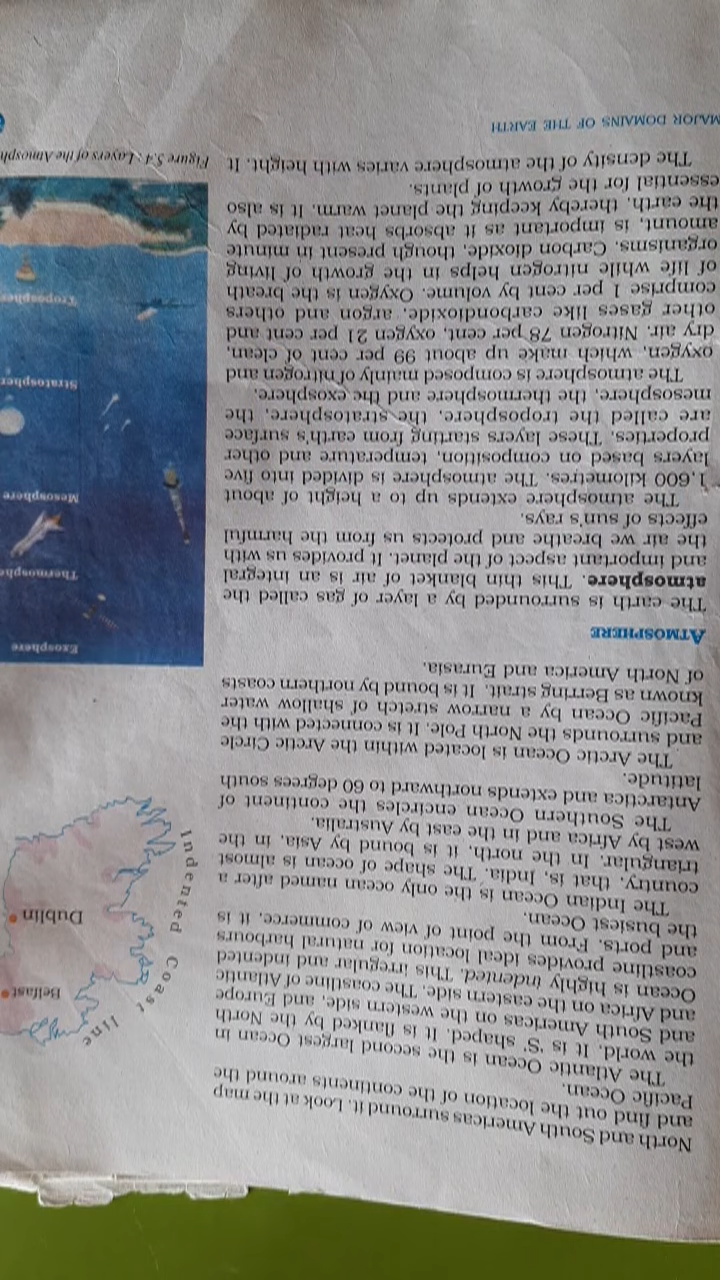 North and South Americas surround it. Look at the map
and find out the location of the continents around the
Pacific Ocean.
The Atlantic Ocean is the second largest Ocean in
the world. It is 'S' shaped. It is flanked by the North
and South Americas on the western side, and Europe
and Africa on the eastern side. The coastline of Atlantic
Ocean is highly indented. This irregular and indented
coastline provides ideal location for natural harbours
and ports. From the point of view of commerce, it is
the busiest Ocean.
The Indian Ocean is the only ocean named after a
country, that is, India. The shape of ocean is almost
triangular. In the north, it is bound by Asia, in the
west by Africa and in the east by Australia.
The Southern Ocean encircles the continent of
Antarctica and extends northward to 60 degrees south
latitude.
The Arctic Ocean is located within the Arctic Circle
and surrounds the North Pole. It is connected with the
Pacific Ocean by a narrow stretch of shallow water
known as Berring strait. It is bound by northern coasts
of North America and Eurasia.
ATMOSPHERE
The earth is surrounded by a layer of gas called the
atmosphere. This thin blanket of air is an integral
and important aspect of the planet. It provides us with
the air we breathe and protects us from the harmful
effects of sun's rays.
The atmosphere extends up to a height of about
1,600 kilometres. The atmosphere is divided into five
layers based on composition, temperature and other
properties. These layers starting from earth's surface
are called the troposphere, the stratosphere, the
mesosphere, the thermosphere and the exosphere.
The atmosphere is composed mainly of nitrogen and
oxygen, which make up about 99 per cent of clean,
dry air. Nitrogen 78 per cent, oxygen 21 per cent and
other gases like carbondioxide, argon and others
comprise 1 per cent by volume. Oxygen is the breath
of life while nitrogen helps in the growth of living
organisms. Carbon dioxide, though present in minute
amount, is important as it absorbs heat radiated by
the earth, thereby keeping the planet warm. It is also
essential for the growth of plants.
The density of the atmosphere varies with height. It
MAJOR DOMAINS OF THE EARTH
Indented Coast line
Belfast
Dublin
Exosphere
Thermosphe
Mesosphere
Stratospher
Tropospher
Figure 5.4 : Layers of the Atmosph